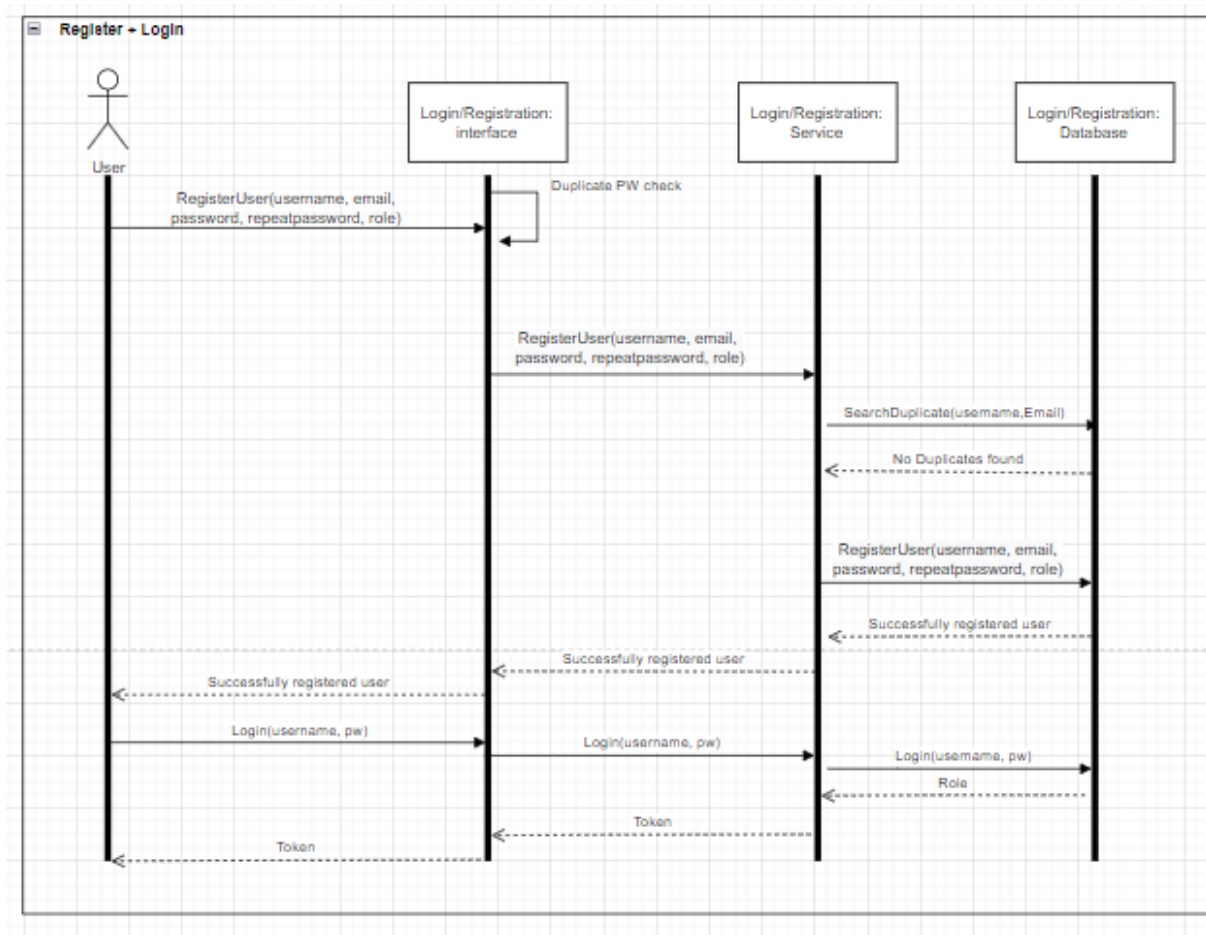 Register + Login
User
Login/Registration:
interface
Login/Registration:
Service
Login/Registration:
Database
Duplicate PW check
RegisterUser(username, email,
password, repeatpassword, role)
RegisterUser(username, email,
password, repeatpassword, role)
SearchDuplicate(username,Email)
No Duplicates found
RegisterUser(username, email,
password, repeatpassword, role)
Successfully registered user
Successfully registered user
Successfully registered user
Login(username, pw)
Login(username, pw)
Login(username, pw)
Role
Token
Token